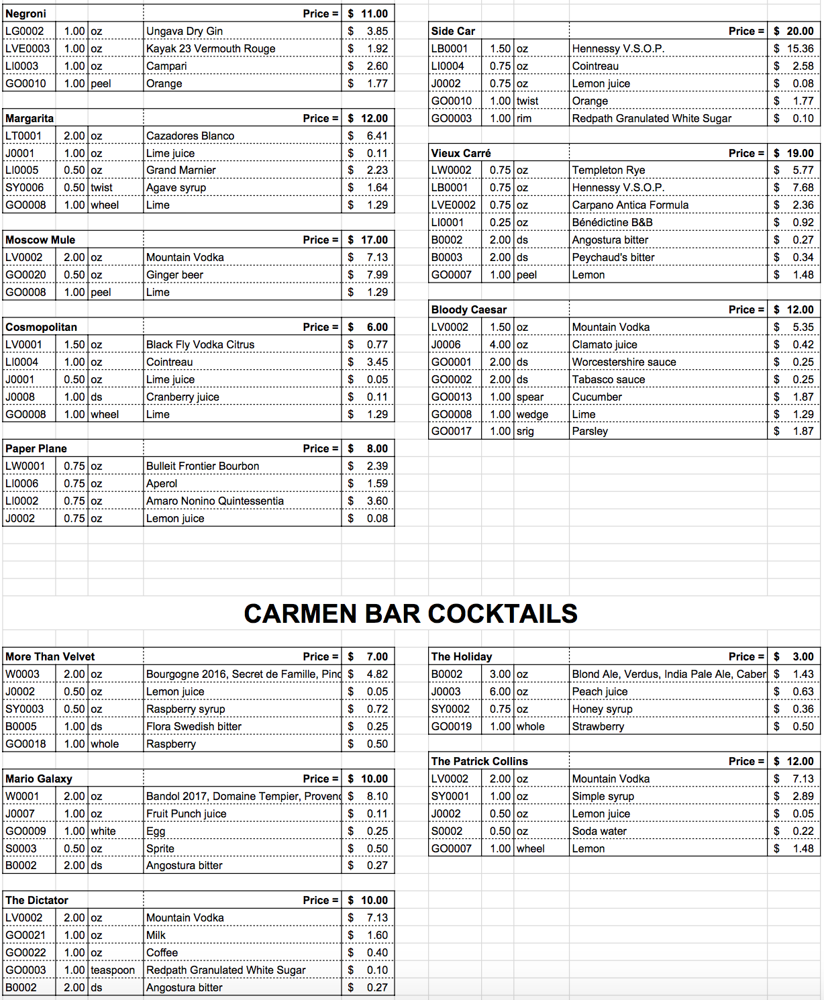 Negroni Price = $ 11.00
LG0002 1.00 oz Ungava Dry Gin $ 3.85
LVE0003 1.00 oz Kayak 23 Vermouth Rouge $ 1.92
LI0003 1.00 oz Campari $ 2.60
GO0010 1.00 peel Orange $ 1.77
Margarita Price = $ 12.00
LT0001 2.00 oz Cazadores Blanco $ 6.41
J0001 1.00 oz Lime juice $ 0.11
LI0005 0.50 oz Grand Marnier $ 2.23
SY0006 0.50 twist Agave syrup $ 1.64
GO0008 1.00 wheel Lime $ 1.29
Moscow Mule Price = $ 17.00
LV0002 2.00 oz Mountain Vodka $ 7.13
GO0020 0.50 oz Ginger beer $ 7.99
GO0008 1.00 peel Lime $ 1.29
Cosmopolitan Price = $ 6.00
LV0001 1.50 oz Black Fly Vodka Citrus $ 0.77
LI0004 1.00 oz Cointreau $ 3.45
J0001 0.50 oz Lime juice $ 0.05
J0008 1.00 ds Cranberry juice $ 0.11
GO0008 1.00 wheel Lime $ 1.29
Paper Plane Price = $ 8.00
LW0001 0.75 oz Bulleit Frontier Bourbon $ 2.39
LI0006 0.75 oz Aperol $ 1.59
LI0002 0.75 oz Amaro Nonino Quintessentia $ 3.60
J0002 0.75 oz Lemon juice $ 0.08
Side Car Price = $ 20.00
LB0001 1.50 oz Hennessy V.S.O.P. $ 15.36
LI0004 0.75 oz Cointreau $ 2.58
J0002 0.75 oz Lemon juice $ 0.08
GO0010 1.00 twist Orange $ 1.77
GO0003 1.00 rim Redpath Granulated White Sugar $ 0.10
Vieux Carré Price = $ 19.00
LW0002 0.75 oz Templeton Rye $ 5.77
LB0001 0.75 oz Hennessy V.S.O.P. $ 7.68
LVE0002 0.75 oz Carpano Antica Formula $ 2.36
LI0001 0.25 oz Bénédictine B&B $ 0.92
B0002 2.00 ds Angostura bitter $ 0.27
B0003 2.00 ds Peychaud's bitter $ 0.34
GO0007 1.00 peel Lemon $ 1.48
Bloody Caesar Price = $ 12.00
LV0002 1.50 oz Mountain Vodka $ 5.35
J0006 4.00 oz Clamato juice $ 0.42
GO0001 2.00 ds Worcestershire sauce $ 0.25
GO0002 2.00 ds Tabasco sauce $ 0.25
GO0013 1.00 spear Cucumber $ 1.87
GO0008 1.00 wedge Lime $ 1.29
GO0017 1.00 srig Parsley $ 1.87
CARMEN BAR COCKTAILS
More Than Velvet Price = $ 7.00
W0003 2.00 oz Bourgogne 2016, Secret de Famille, Pinc $ 4.82
J0002 0.50 oz Lemon juice $ 0.05
SY0003 0.50 oz Raspberry syrup $ 0.72
B0005 1.00 ds Flora Swedish bitter $ 0.25
GO0018 1.00 whole Raspberry $ 0.50
Mario Galaxy Price = $ 10.00
W0001 2.00 oz Bandol 2017, Domaine Tempier, Provenc $ 8.10
J0007 1.00 oz Fruit Punch juice $ 0.11
GO0009 1.00 white Egg $ 0.25
S0003 0.50 oz Sprite $ 0.50
B0002 2.00 ds Angostura bitter $ 0.27
The Dictator Price = $ 10.00
LV0002 2.00 oz Mountain Vodka $ 7.13
GO0021 1.00 oz Milk $ 1.60
GO0022 1.00 oz Coffee $ 0.40
GO0003 1.00 teaspoon Redpath Granulated White Sugar $ 0.10
B0002 2.00 ds Angostura bitter $ 0.27
The Holiday Price = $ 3.00
B0002 3.00 oz Blond Ale, Verdus, India Pale Ale, Caber $ 1.43
J0003 6.00 oz Peach juice $ 0.63
SY0002 0.75 oz Honey syrup $ 0.36
GO0019 1.00 whole Strawberry $ 0.50
The Patrick Collins Price = $ 12.00
LV0002 2.00 oz Mountain Vodka $ 7.13
SY0001 1.00 oz Simple syrup $ 2.89
J0002 0.50 oz Lemon juice $ 0.05
S0002 0.50 oz Soda water $ 0.22
GO0007 1.00 wheel Lemon $ 1.48